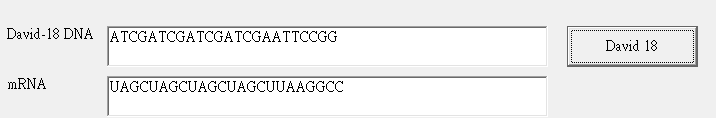 David-18 DNA
ATCGATCGATCGATCGAATTCCGG
David 18
mRNA
UAGCUAGCUAGCUAGCUUAAGGCC